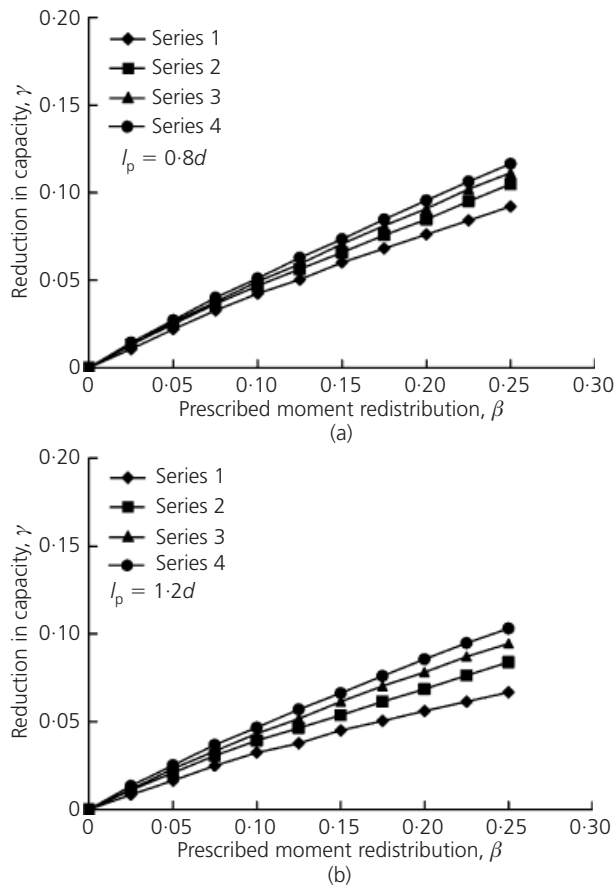 0·20
0·15
0·10
0·05
0
Reduction in capacity, γ
Series 1
Series 2
Series 3
Series 4
lp = 0·8d
0 0·05 0·10 0·15 0·20 0·25 0·30
Prescribed moment redistribution, β
(a)
0·20
0·15
0·10
0·05
0
Reduction in capacity, γ
Series 1
Series 2
Series 3
Series 4
lp = 1·2d
0 0·05 0·10 0·15 0·20 0·25 0·30
Prescribed moment redistribution, β
(b)